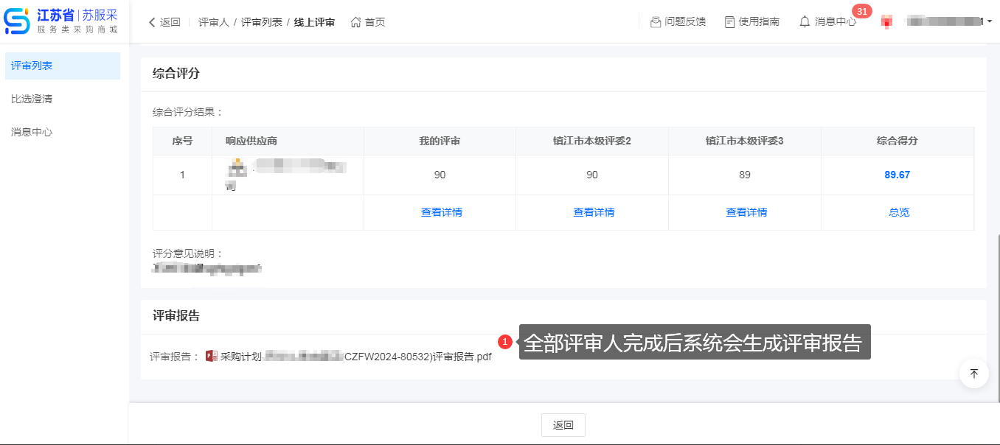 江苏省|苏服采
服务类采购商城
返回 评审人 / 评审列表 / 线上评审 首页
问题反馈 使用指南 消息中心 31
评审列表
比选澄清
消息中心
综合评分
综合评分结果：
序号 响应供应商 我的评审 镇江市本级评委2 镇江市本级评委3 综合得分
1 司 90 90 89 89.67
查看详情 查看详情 查看详情 总览
评分意见说明：
评审报告
1 全部评审人完成后系统会生成评审报告
评审报告： 采购计划 CZFW2024-80532)评审报告.pdf
返回